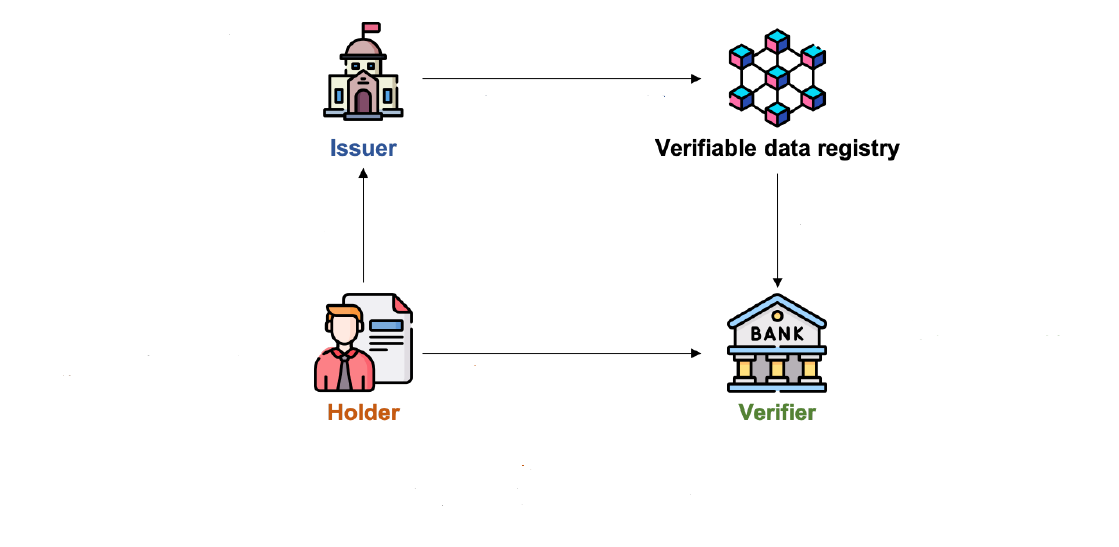 Issuer
Verifiable data registry
BANK
Holder
Verifier